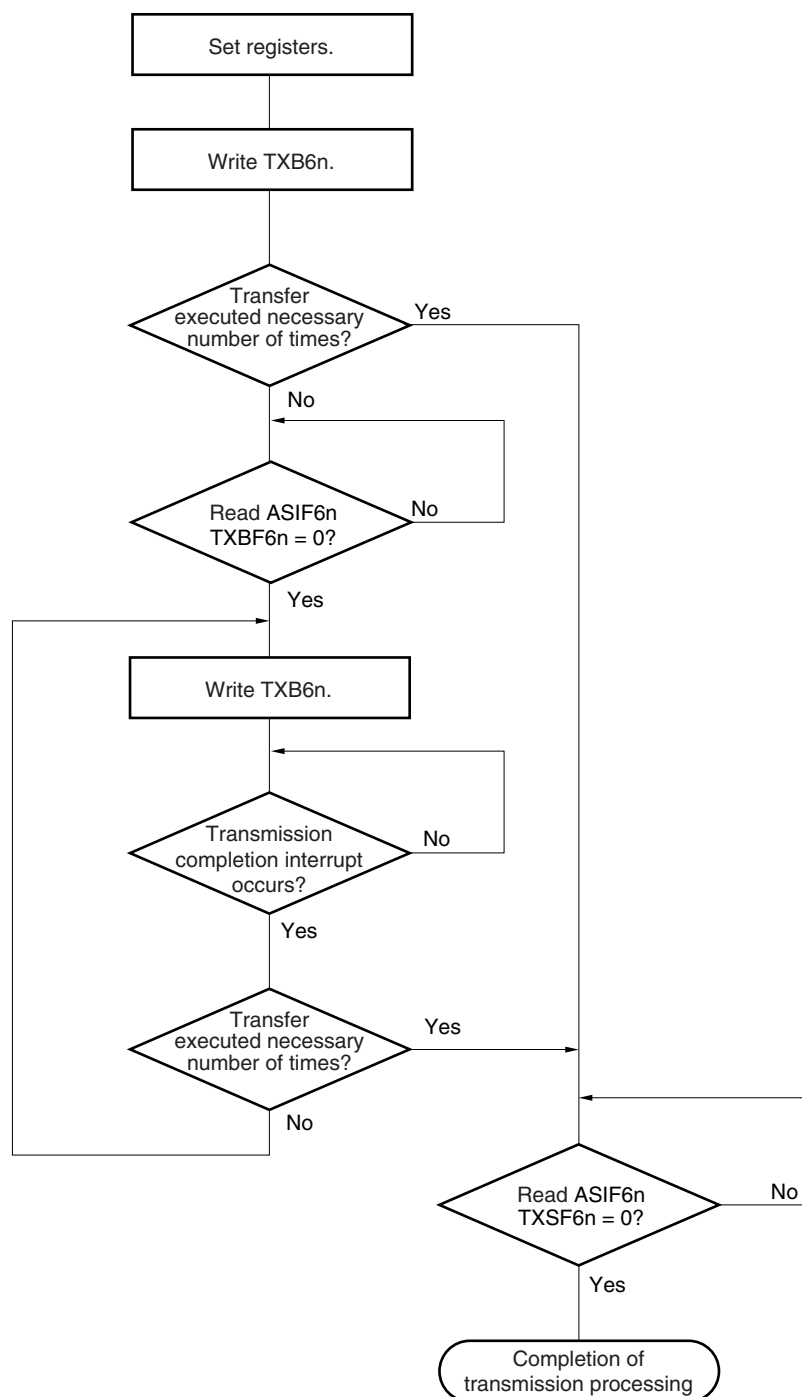 Set registers.
Write TXB6n.
Transfer
executed necessary
number of times?
Yes
No
Read ASIF6n
TXBF6n = 0?
No
Yes
Write TXB6n.
Transmission
completion interrupt
occurs?
No
Yes
Transfer
executed necessary
number of times?
Yes
No
Read ASIF6n
TXSF6n = 0?
No
Yes
Completion of
transmission processing